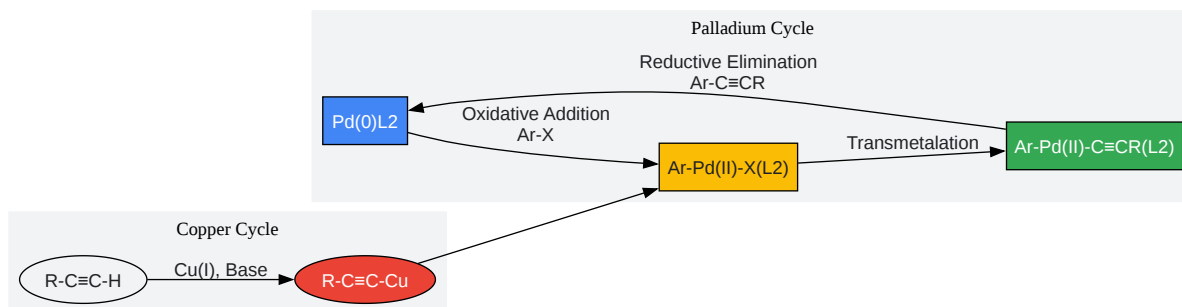 Palladium Cycle
Reductive Elimination
Ar-C≡CR
Pd(0)L2
Oxidative Addition
Ar-X
Ar-Pd(II)-X(L2)
Transmetalation
Ar-Pd(II)-C≡CR(L2)
Copper Cycle
R-C≡C-H
Cu(I), Base
R-C≡C-Cu